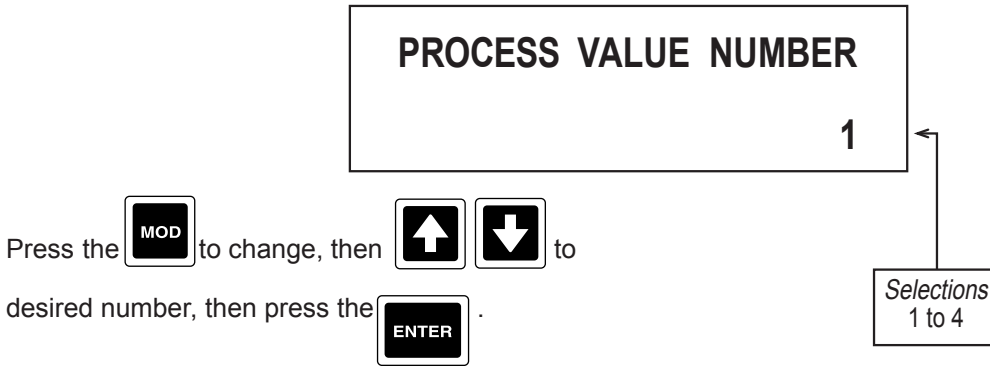 PROCESS VALUE NUMBER
1
Press the MOD to change, then to
desired number, then press the ENTER .
Selections
1 to 4